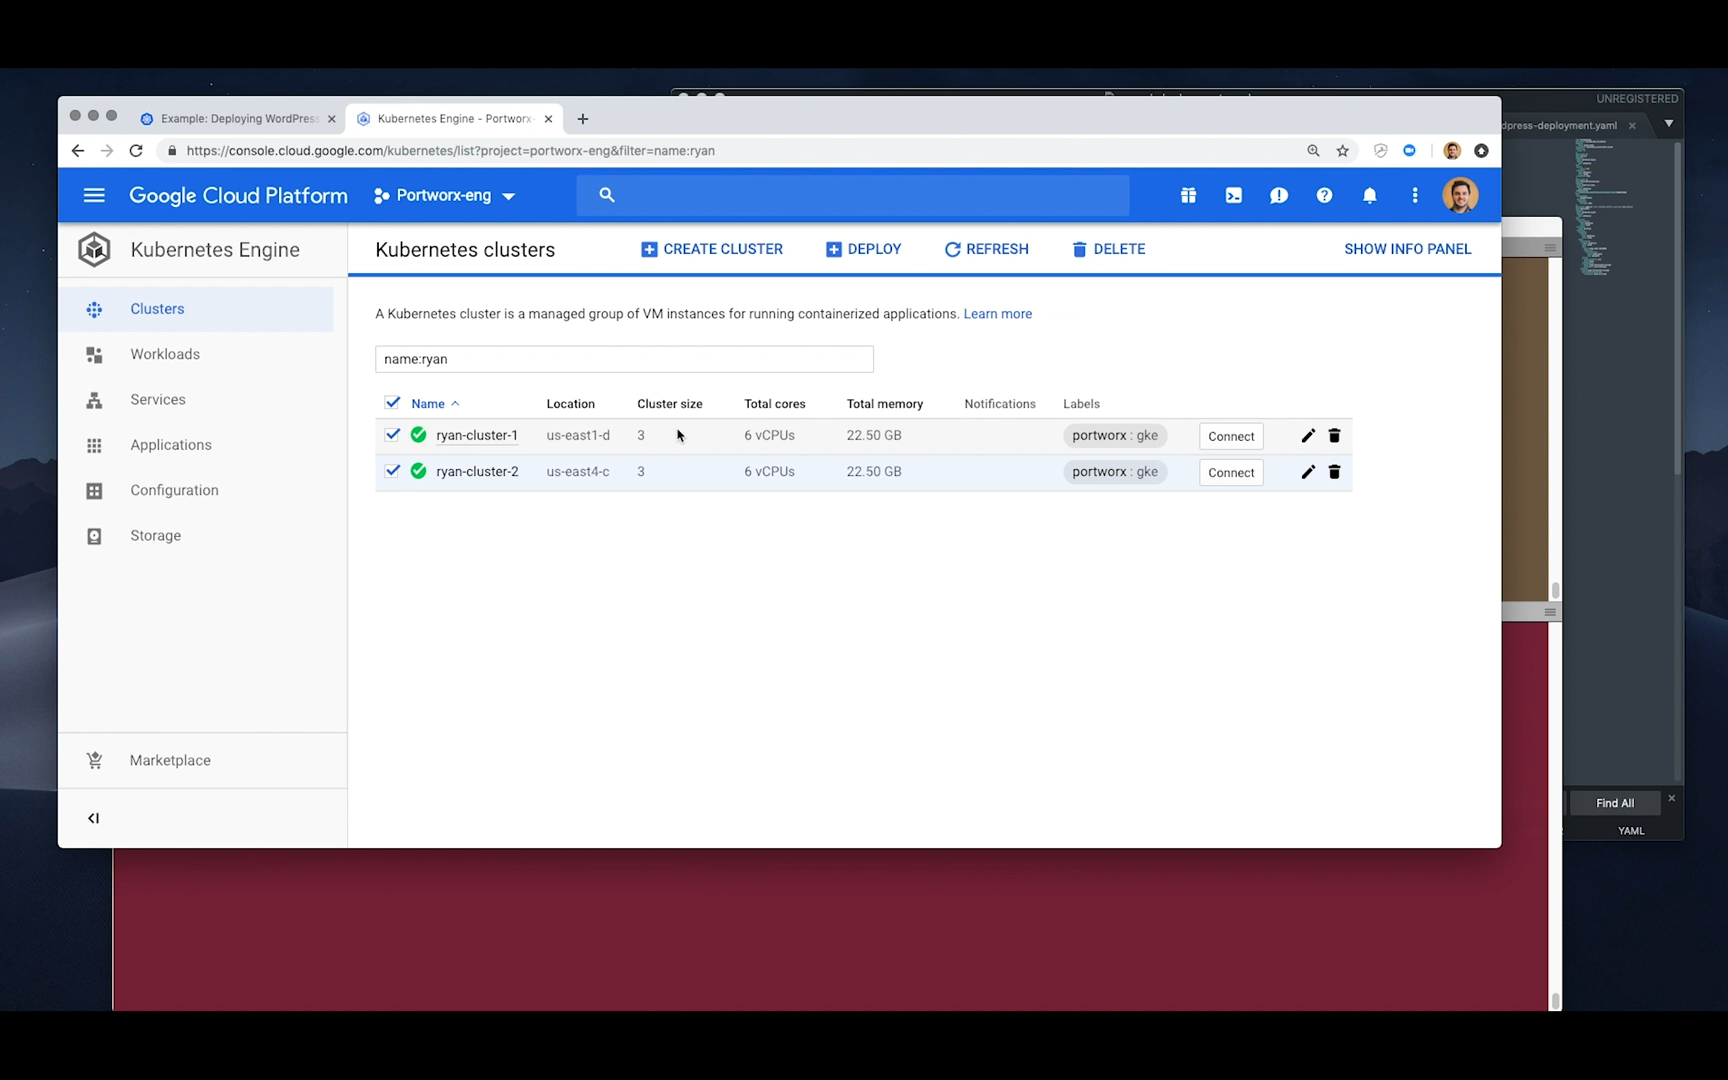 UNREGISTERED
Example: Deploying WordPress
Kubernetes Engine - Portworx-
dpress-deployment.yaml
https://console.cloud.google.com/kubernetes/list?project=portworx-eng&filter=name:ryan
Google Cloud Platform
Portworx-eng
Kubernetes Engine
Kubernetes clusters
CREATE CLUSTER
DEPLOY
REFRESH
DELETE
SHOW INFO PANEL
Clusters
Workloads
Services
Applications
Configuration
Storage
Marketplace
A Kubernetes cluster is a managed group of VM instances for running containerized applications. Learn more
name:ryan
Name Location Cluster size Total cores Total memory Notifications Labels
ryan-cluster-1 us-east1-d 3 6 vCPUs 22.50 GB portworx : gke Connect
ryan-cluster-2 us-east4-c 3 6 vCPUs 22.50 GB portworx : gke Connect
Find All
YAML